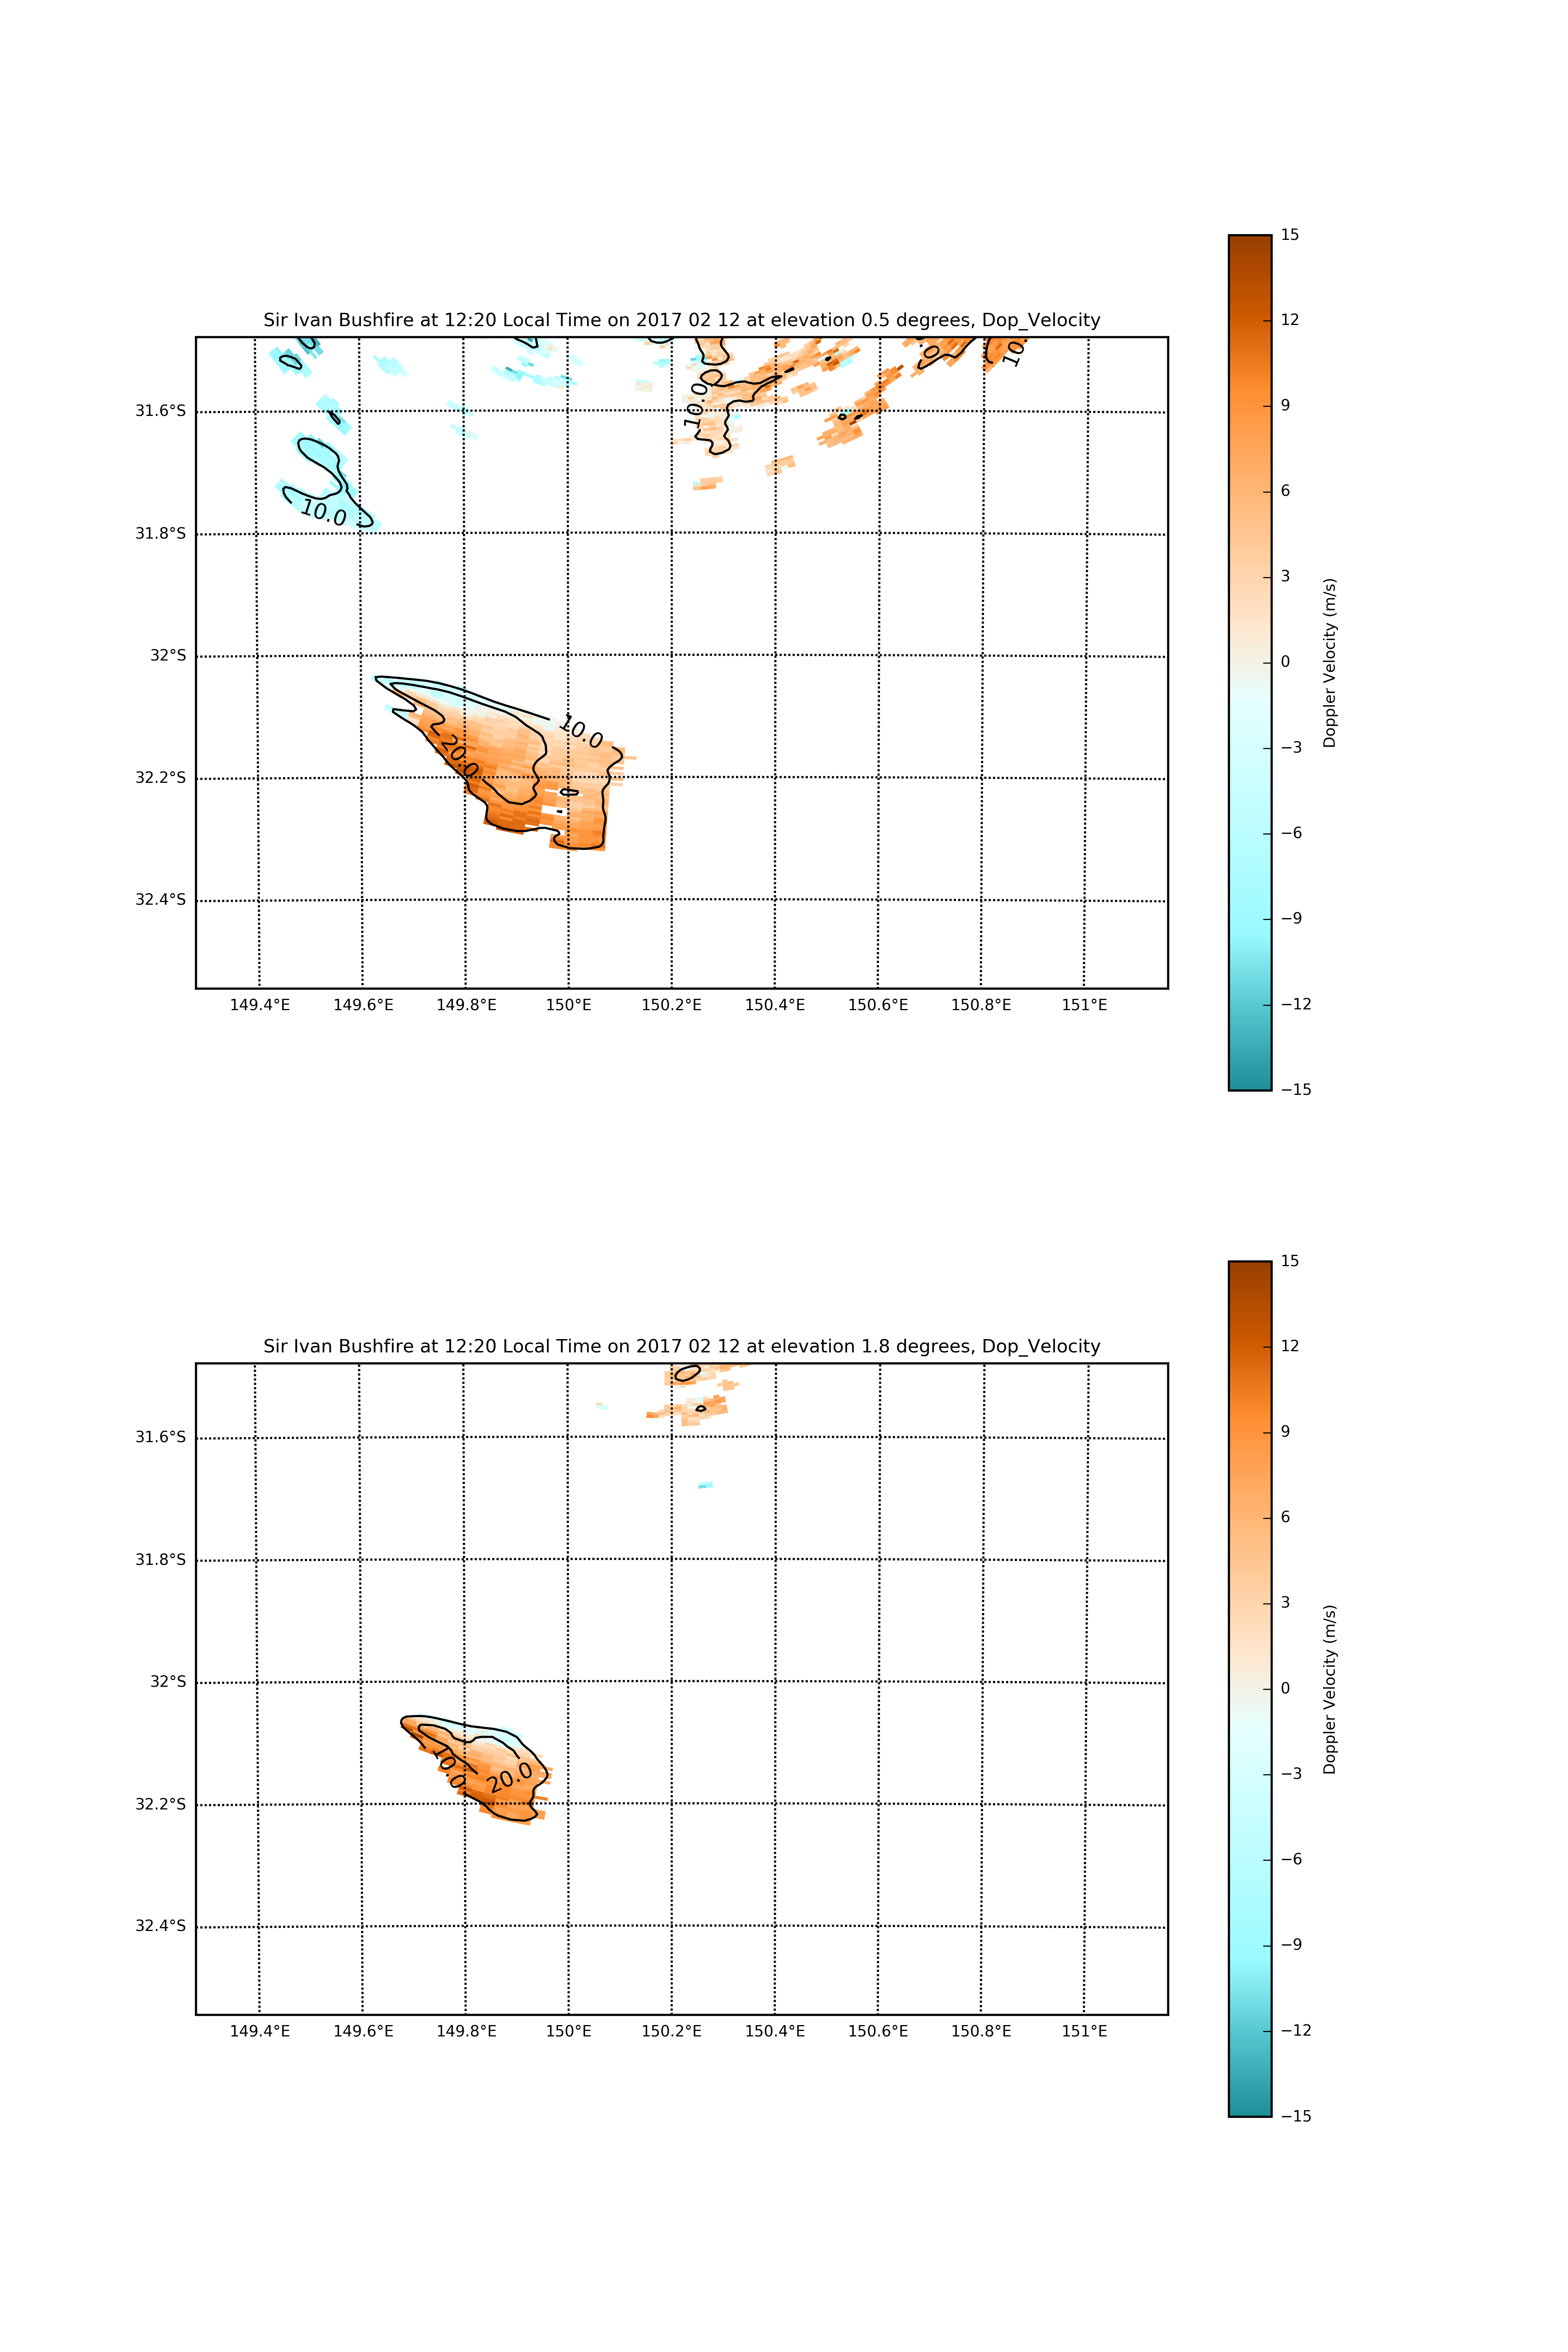 Sir Ivan Bushfire at 12:20 Local Time on 2017 02 12 at elevation 0.5 degrees, Dop_Velocity
15
12
9
6
3
0
−3
−6
−9
−12
−15
Doppler Velocity (m/s)
31.6°S
31.8°S
32°S
32.2°S
32.4°S
10.0
10.0
.0
10.
10.0
10.0
20.0
149.4°E 149.6°E 149.8°E 150°E 150.2°E 150.4°E 150.6°E 150.8°E 151°E
Sir Ivan Bushfire at 12:20 Local Time on 2017 02 12 at elevation 1.8 degrees, Dop_Velocity
15
12
9
6
3
0
−3
−6
−9
−12
−15
Doppler Velocity (m/s)
31.6°S
31.8°S
32°S
32.2°S
32.4°S
20.0
149.4°E 149.6°E 149.8°E 150°E 150.2°E 150.4°E 150.6°E 150.8°E 151°E